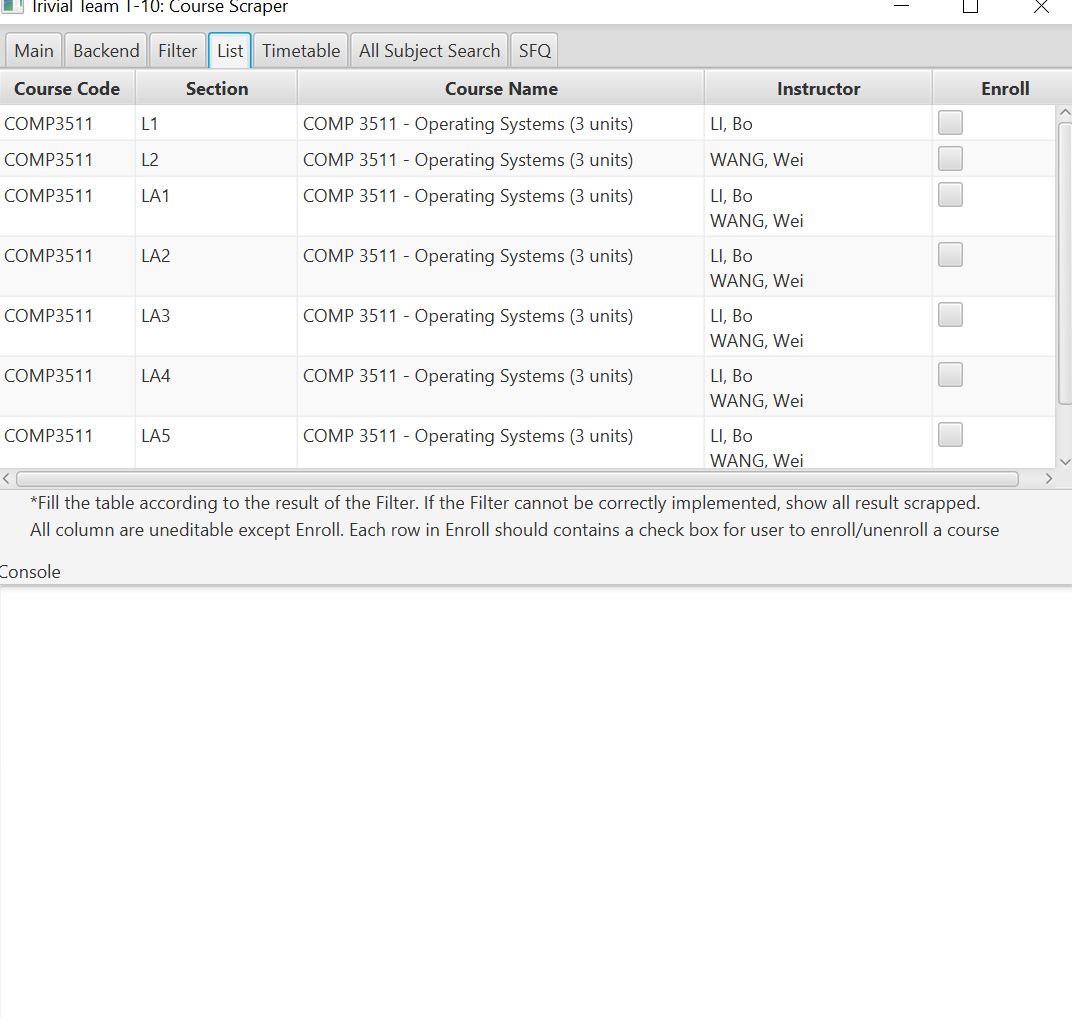 Trivial Team T-10: Course Scraper
Main Backend Filter List Timetable All Subject Search SFQ
Course Code Section Course Name Instructor Enroll
COMP3511 L1 COMP 3511 - Operating Systems (3 units) LI, Bo
COMP3511 L2 COMP 3511 - Operating Systems (3 units) WANG, Wei
COMP3511 LA1 COMP 3511 - Operating Systems (3 units) LI, Bo
WANG, Wei
COMP3511 LA2 COMP 3511 - Operating Systems (3 units) LI, Bo
WANG, Wei
COMP3511 LA3 COMP 3511 - Operating Systems (3 units) LI, Bo
WANG, Wei
COMP3511 LA4 COMP 3511 - Operating Systems (3 units) LI, Bo
WANG, Wei
COMP3511 LA5 COMP 3511 - Operating Systems (3 units) LI, Bo
WANG, Wei
*Fill the table according to the result of the Filter. If the Filter cannot be correctly implemented, show all result scrapped.
All column are uneditable except Enroll. Each row in Enroll should contains a check box for user to enroll/unenroll a course
Console